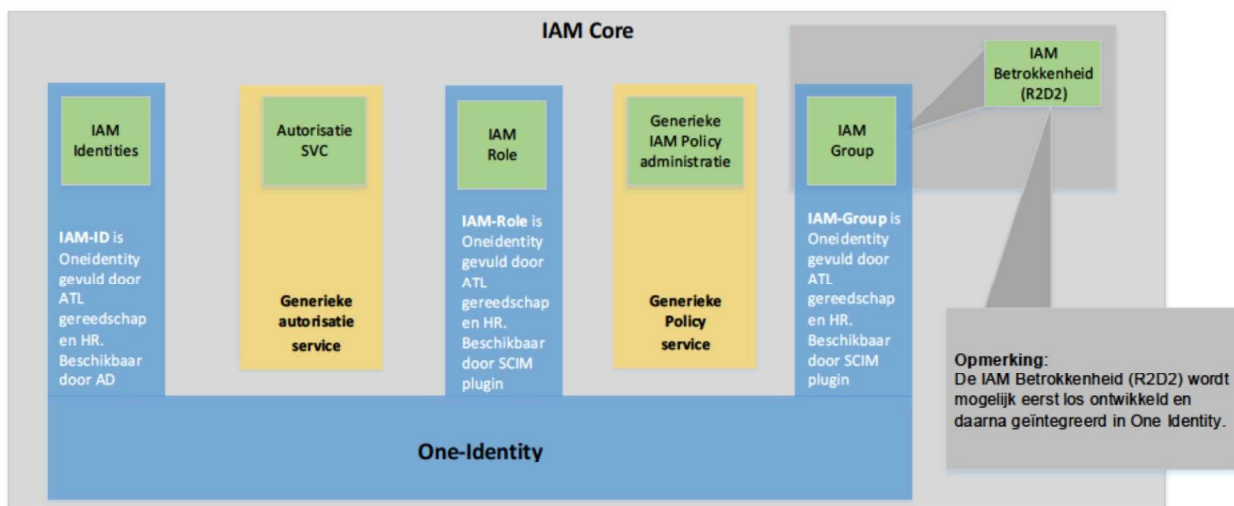 IAM Core
IAM
Identities
Autorisatie
SVC
IAM
Role
Generieke
IAM Policy
administratie
IAM
Group
IAM
Betrokkenheid
(R2D2)
IAM-ID is
Oneidentity
gevuld door
ATL
gereedschap
en HR.
Beschikbaar
door AD
Generieke
autorisatie
service
IAM-Role is
Oneidentity
gevuld door
ATL
gereedschap
en HR.
Beschikbaar
door SCIM
plugin
Generieke
Policy
service
IAM-Group is
Oneidentity
gevuld door
ATL
gereedschap
en HR.
Beschikbaar
door SCIM
plugin
Opmerking:
De IAM Betrokkenheid (R2D2) wordt
mogelijk eerst los ontwikkeld en
daarna geïntegreerd in One Identity.
One-Identity